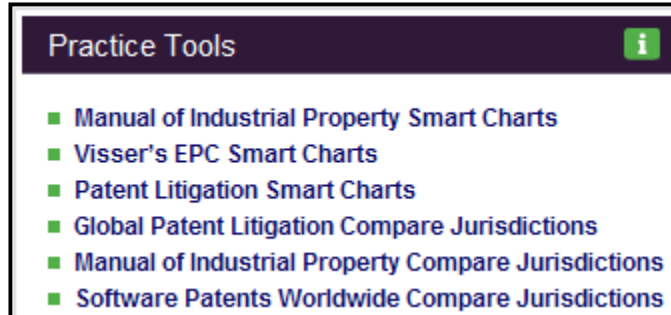 Practice Tools
i
Manual of Industrial Property Smart Charts
Visser's EPC Smart Charts
Patent Litigation Smart Charts
Global Patent Litigation Compare Jurisdictions
Manual of Industrial Property Compare Jurisdictions
Software Patents Worldwide Compare Jurisdictions